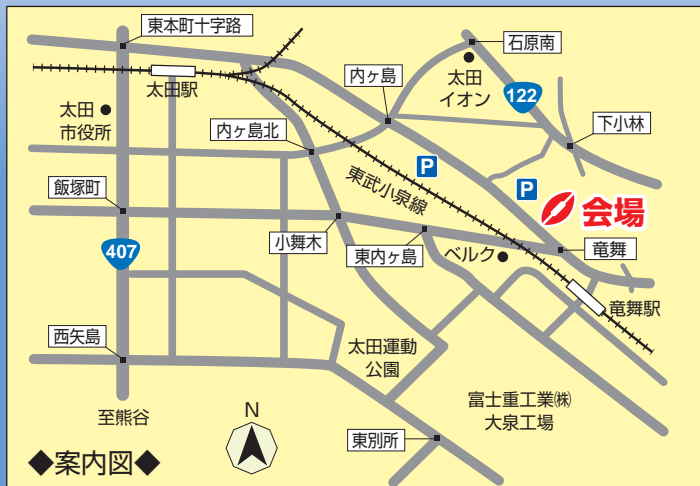 東本町十字路
石原南
内ヶ島
太田
イオン
太田駅
122
太田
市役所
下小林
内ヶ島北
P
東武小泉線
P
飯塚町
会場
小舞木
東内ヶ島
竜舞
407
ベルク
竜舞駅
西矢島
太田運動
公園
富士重工業㈱
大泉工場
至熊谷
N
東別所
◆案内図◆